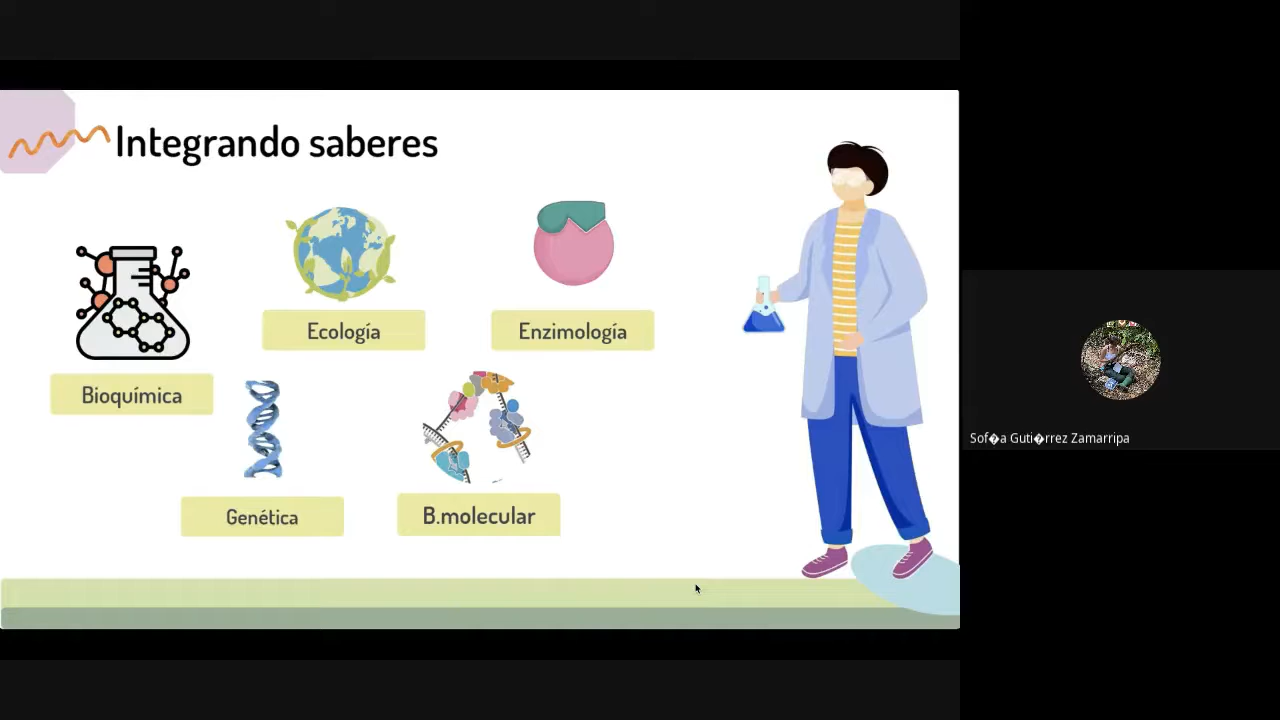 Integrando saberes
Ecología
Enzimología
Bioquímica
Genética
B.molecular
Sof�a Guti�rrez Zamarripa